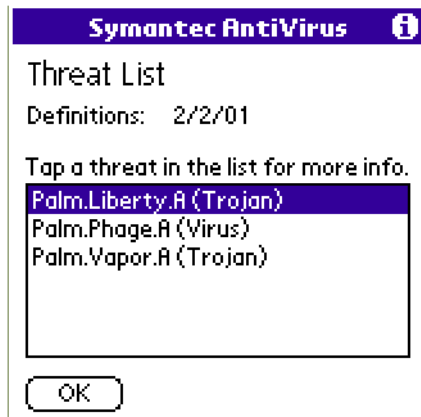 Symantec AntiVirus i
Threat List
Definitions: 2/2/01
Tap a threat in the list for more info.
Palm.Liberty.A (Trojan)
Palm.Phage.A (Virus)
Palm.Vapor.A (Trojan)
OK